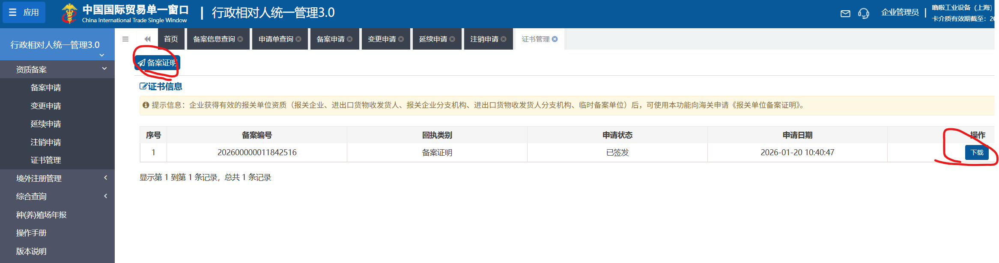 应用
中国国际贸易单一窗口
China International Trade Single Window
行政相对人统一管理3.0
企业管理员
噜啦工业设备（上海）
卡介质有效期截至：20
行政相对人统一管理3.0
资质备案
备案申请
变更申请
延续申请
注销申请
证书管理
境外注册管理
综合查询
种(养)殖场年报
操作手册
版本说明
首页 备案信息查询 申请单查询 备案申请 变更申请 延续申请 注销申请 证书管理
备案证明
证书信息
提示信息：企业获得有效的报关单位资质（报关企业、进出口货物收发货人、报关企业分支机构、进出口货物收发货人分支机构、临时备案单位）后，可使用本功能向海关申请《报关单位备案证明》。
序号 备案编号 回执类别 申请状态 申请日期 操作
1 202600000011842516 备案证明 已签发 2026-01-20 10:40:47 下载
显示第 1 到第 1 条记录，总共 1 条记录